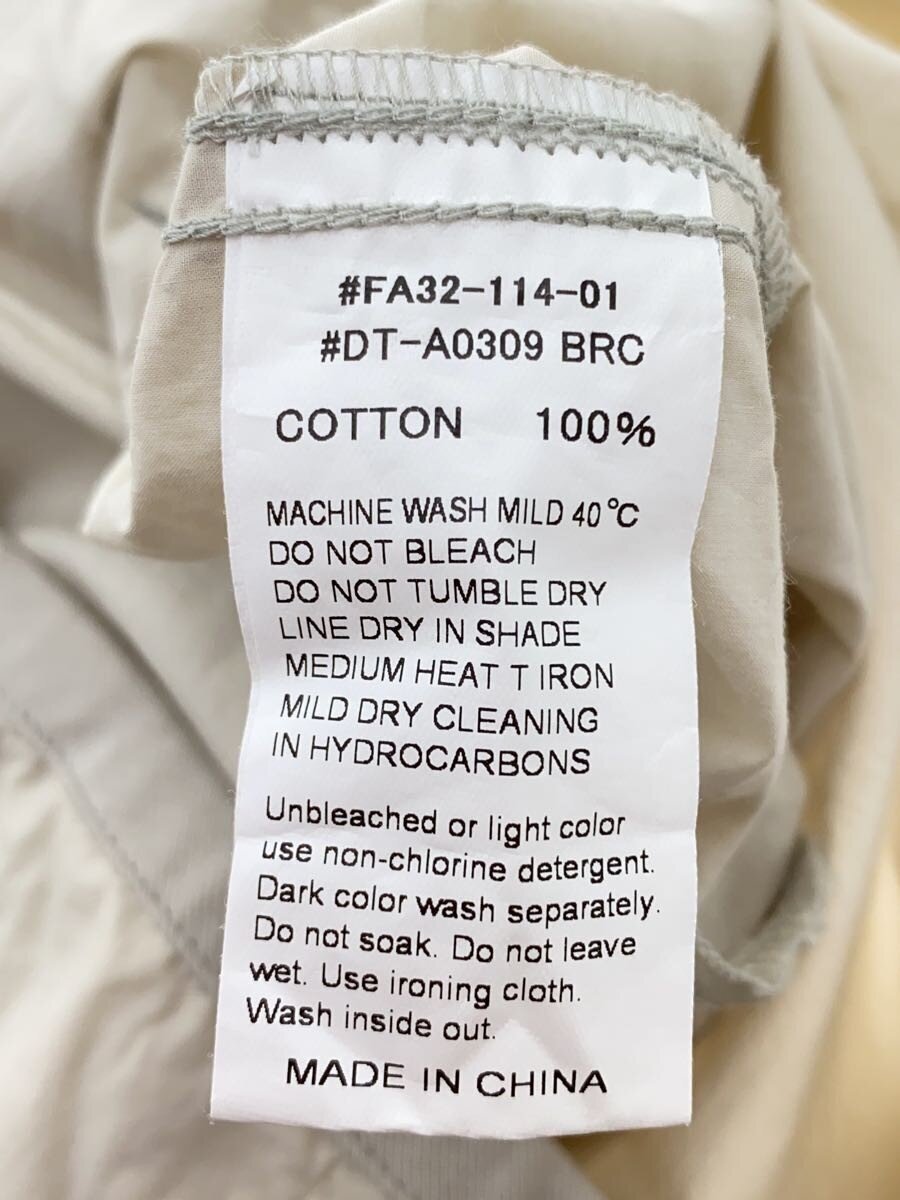 #FA32-114-01
#DT-A0309 BRC
COTTON 100%
MACHINE WASH MILD 40°C
DO NOT BLEACH
DO NOT TUMBLE DRY
LINE DRY IN SHADE
MEDIUM HEAT T IRON
MILD DRY CLEANING
IN HYDROCARBONS
Unbleached or light color
use non-chlorine detergent.
Dark color wash separately.
Do not soak. Do not leave
wet. Use ironing cloth.
Wash inside out.
MADE IN CHINA